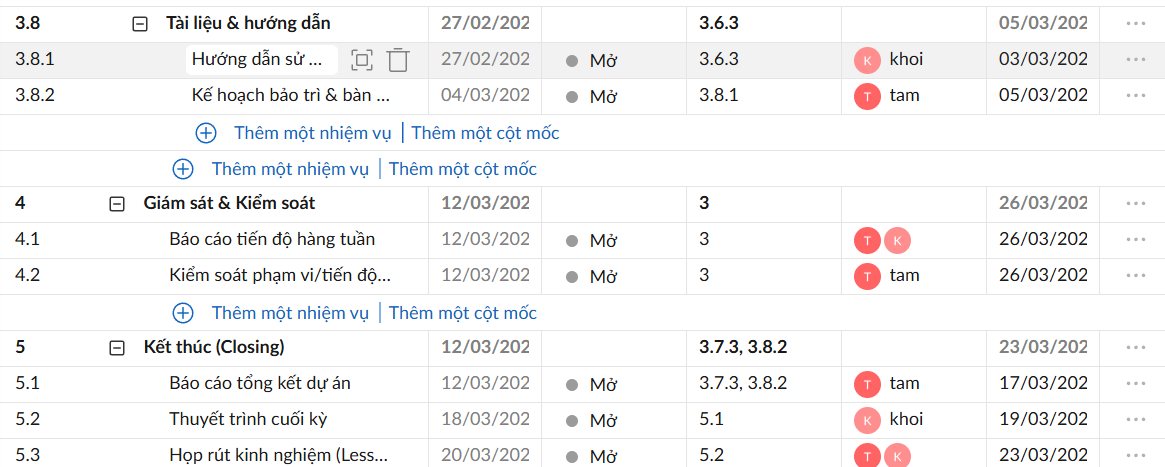 3.8 Tài liệu & hướng dẫn 27/02/202 3.6.3 05/03/202
3.8.1 Hướng dẫn sử ... 27/02/202 Mở 3.6.3 K khoi 03/03/202
3.8.2 Kế hoạch bảo trì & bàn ... 04/03/202 Mở 3.8.1 T tam 05/03/202
Thêm một nhiệm vụ | Thêm một cột mốc
Thêm một nhiệm vụ | Thêm một cột mốc
4 Giám sát & Kiểm soát 12/03/202 3 26/03/202
4.1 Báo cáo tiến độ hàng tuần 12/03/202 Mở 3 T K 26/03/202
4.2 Kiểm soát phạm vi/tiến độ... 12/03/202 Mở 3 T tam 26/03/202
Thêm một nhiệm vụ | Thêm một cột mốc
5 Kết thúc (Closing) 12/03/202 3.7.3, 3.8.2 23/03/202
5.1 Báo cáo tổng kết dự án 12/03/202 Mở 3.7.3, 3.8.2 T tam 17/03/202
5.2 Thuyết trình cuối kỳ 18/03/202 Mở 5.1 K khoi 19/03/202
5.3 Họp rút kinh nghiệm (Less... 20/03/202 Mở 5.2 T K 23/03/202